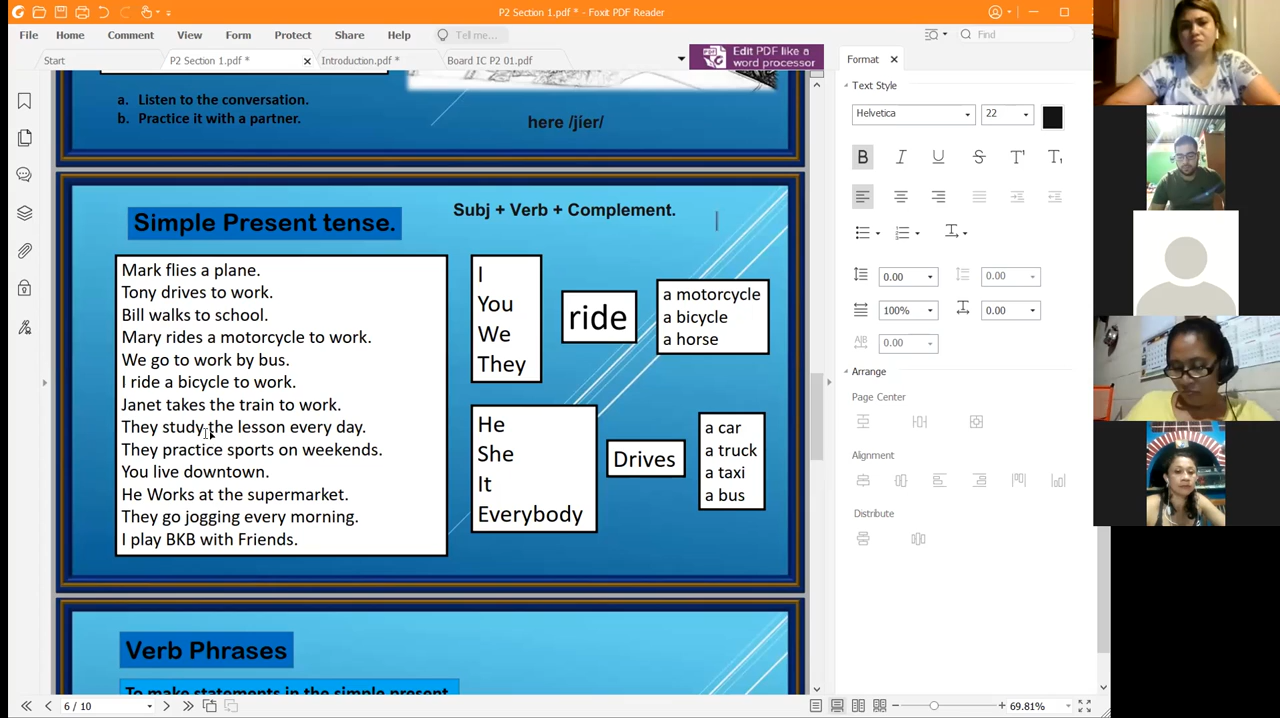 P2 Section 1.pdf * - Foxit PDF Reader
File Home Comment View Form Protect Share Help Tell me... Find
Start P2 Section 1.pdf * Introduction.pdf * Board IC P2 01.pdf
Edit PDF like a
word processor
Format
a. Listen to the conversation.
b. Practice it with a partner.
here /jíer/
Simple Present tense.
Subj + Verb + Complement.
Mark flies a plane.
Tony drives to work.
Bill walks to school.
Mary rides a motorcycle to work.
We go to work by bus.
I ride a bicycle to work.
Janet takes the train to work.
They study the lesson every day.
They practice sports on weekends.
You live downtown.
He Works at the supermarket.
They go jogging every morning.
I play BKB with Friends.
I
You
We
They
ride
a motorcycle
a bicycle
a horse
He
She
It
Everybody
Drives
a car
a truck
a taxi
a bus
Verb Phrases
To make statements in the simple present
Text Style
Helvetica 22
B I U S T T
0.00 0.00
100% 0.00
0.00
Arrange
Page Center
Alignment
Distribute
6 / 10
69.81%